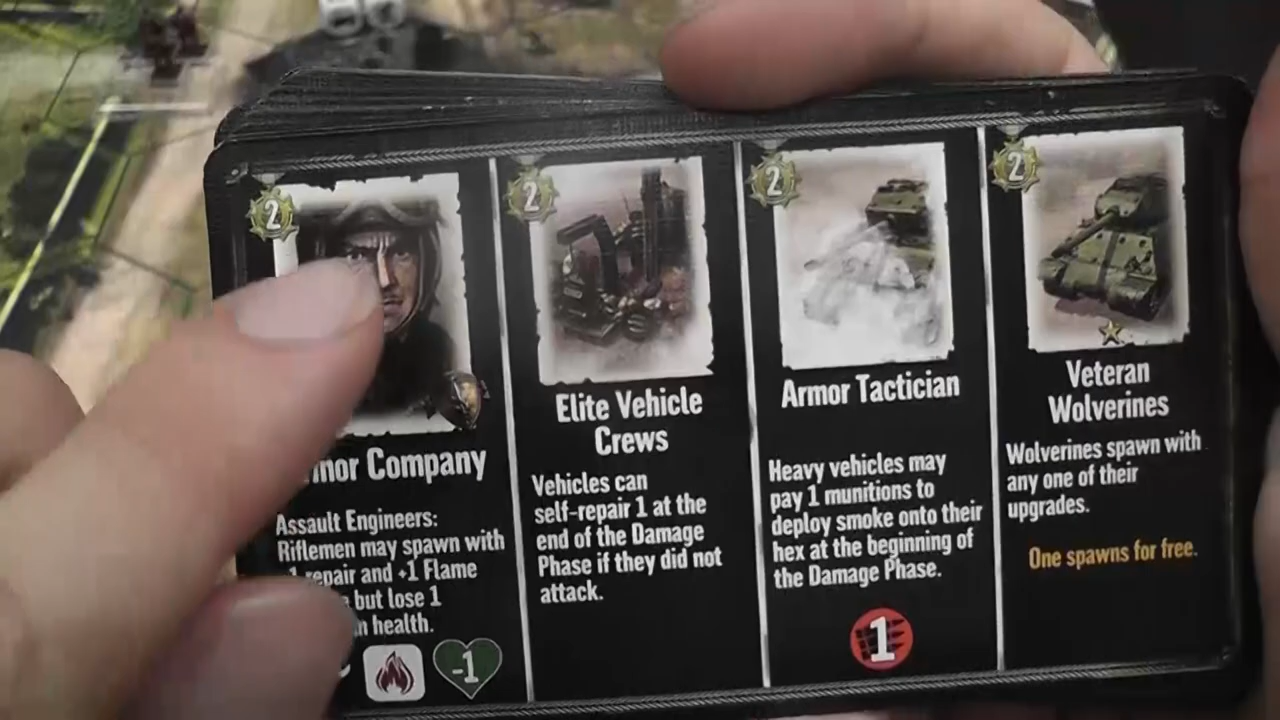 2
2
2
2
Company
Assault Engineers:
Riflemen may spawn with
repair and +1 Flame
but lose 1
health.
-1
Elite Vehicle
Crews
Vehicles can
self-repair 1 at the
end of the Damage
Phase if they did not
attack.
Armor Tactician
Heavy vehicles may
pay 1 munitions to
deploy smoke onto their
hex at the beginning of
the Damage Phase.
1
Veteran
Wolverines
Wolverines spawn with
any one of their
upgrades.
One spawns for free.